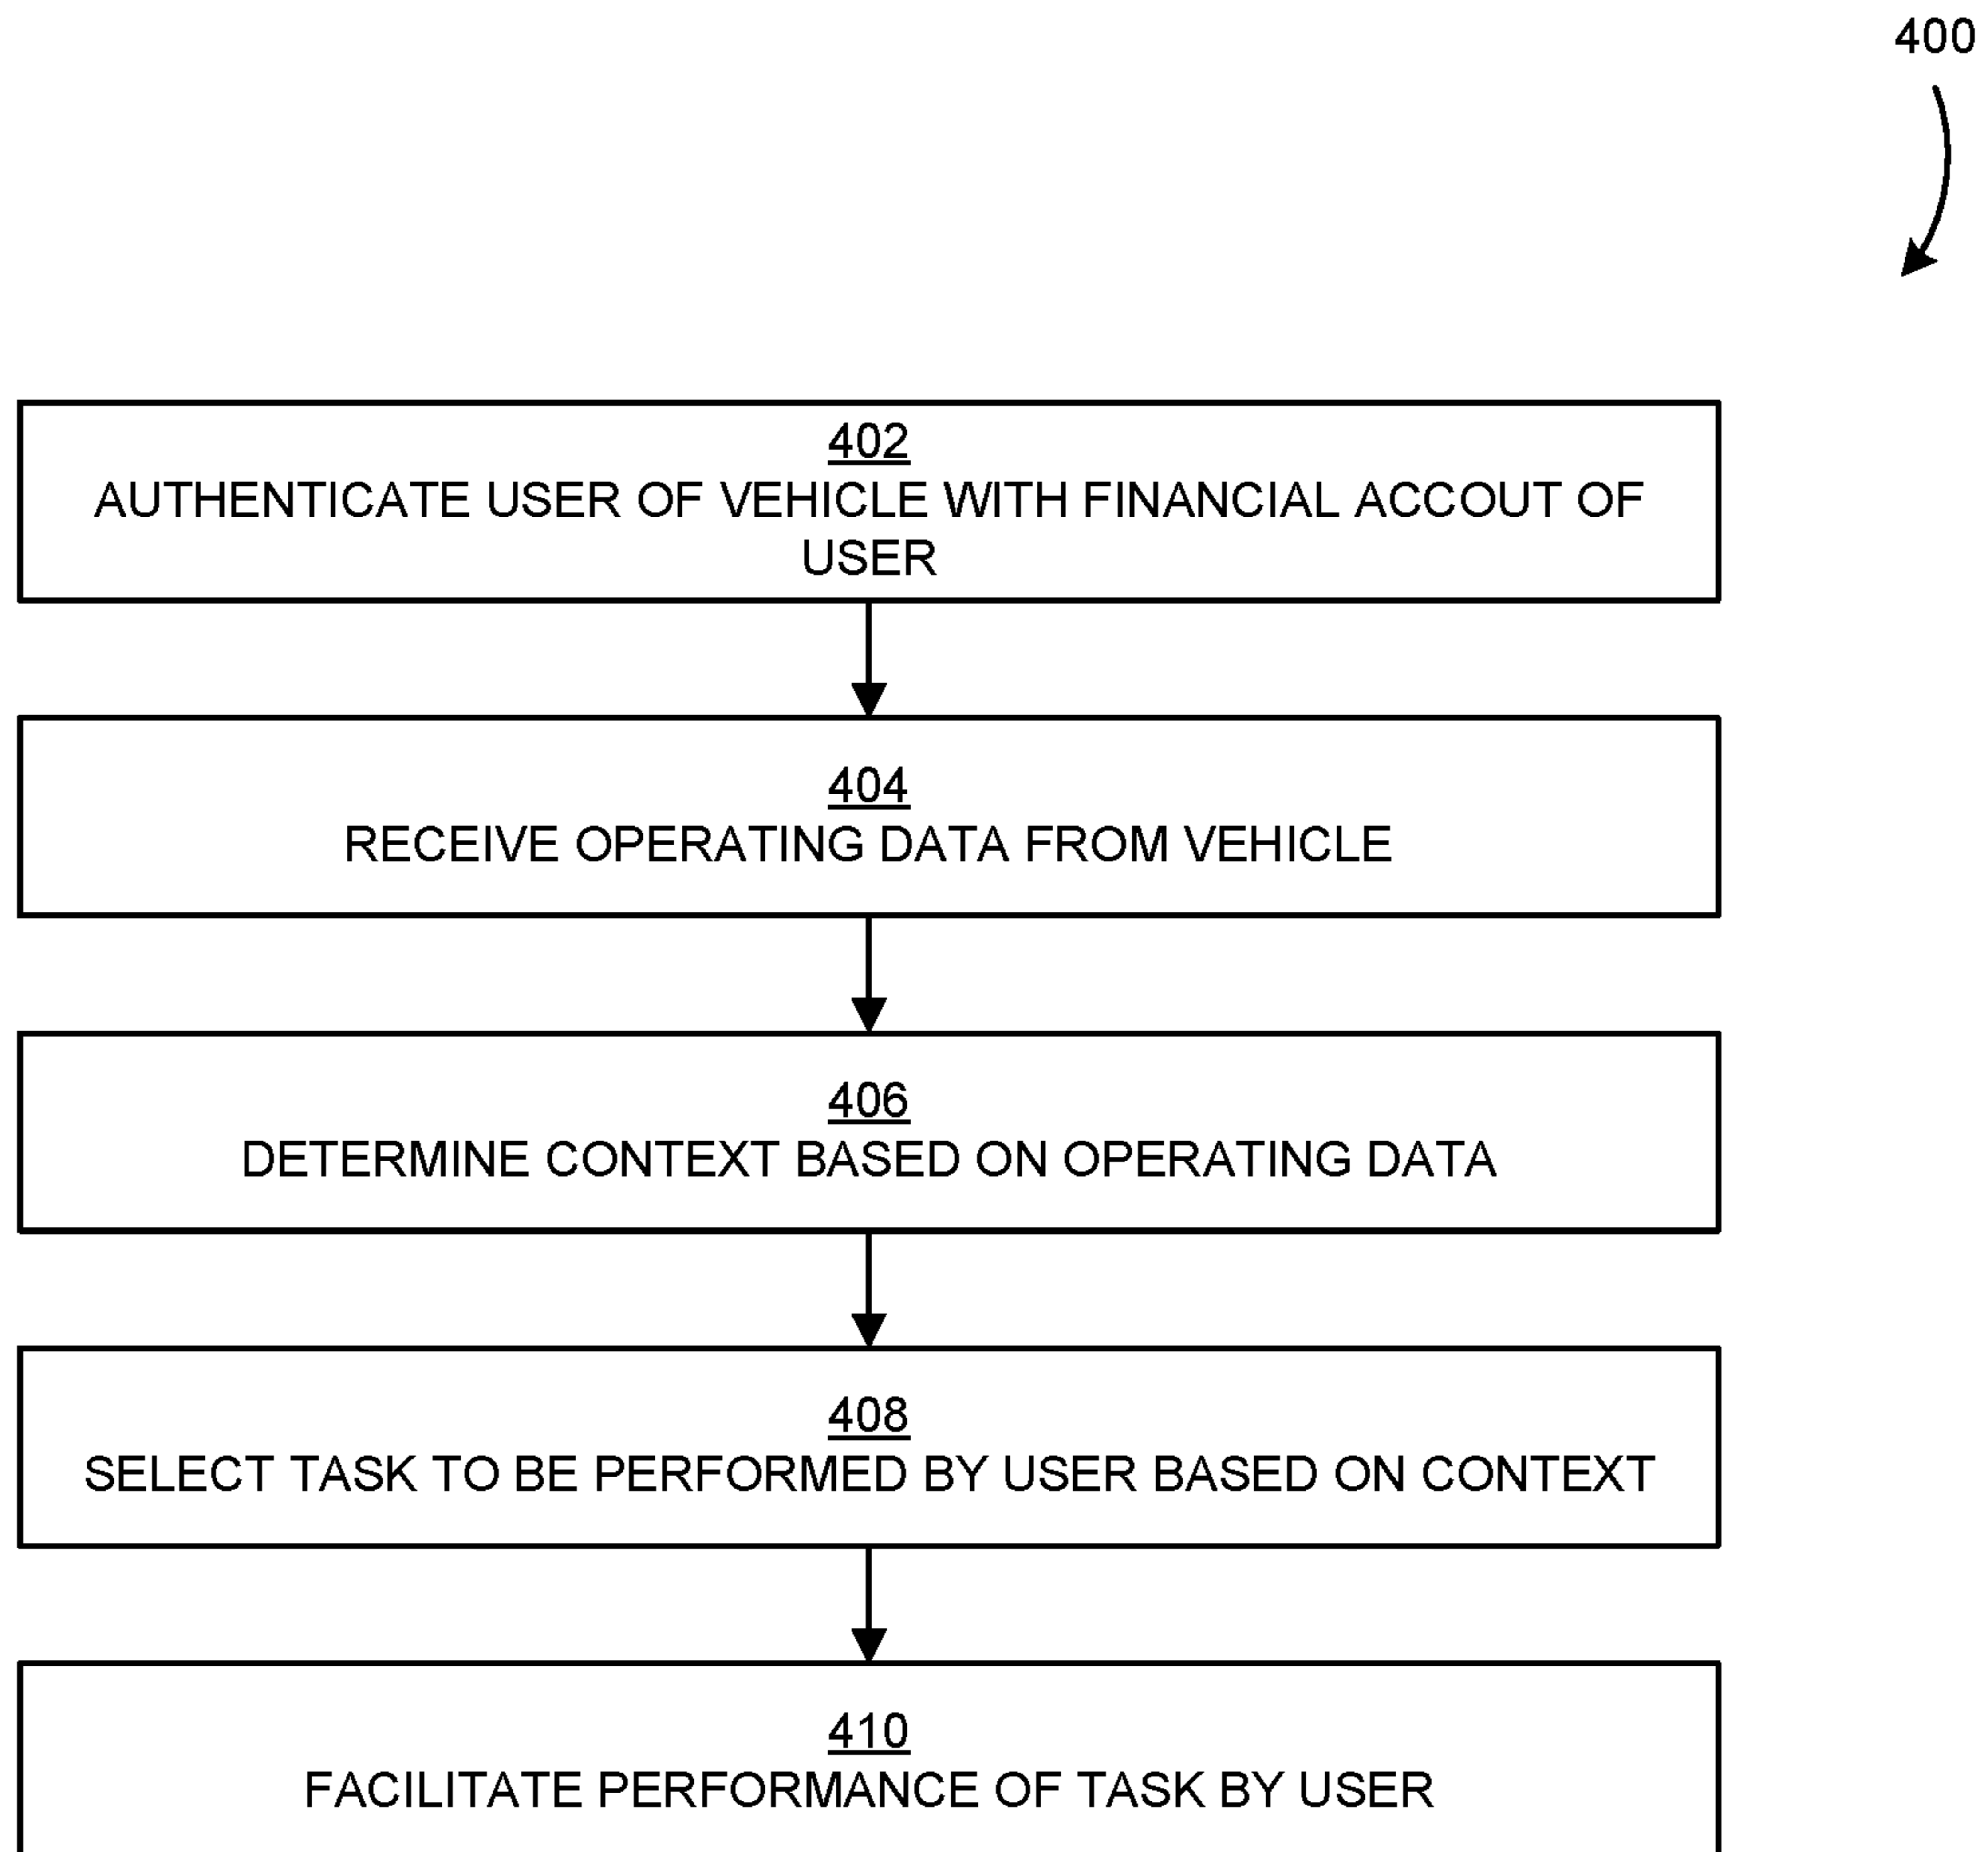 400
402
AUTHENTICATE USER OF VEHICLE WITH FINANCIAL ACCOUT OF
USER
404
RECEIVE OPERATING DATA FROM VEHICLE
406
DETERMINE CONTEXT BASED ON OPERATING DATA
408
SELECT TASK TO BE PERFORMED BY USER BASED ON CONTEXT
410
FACILITATE PERFORMANCE OF TASK BY USER